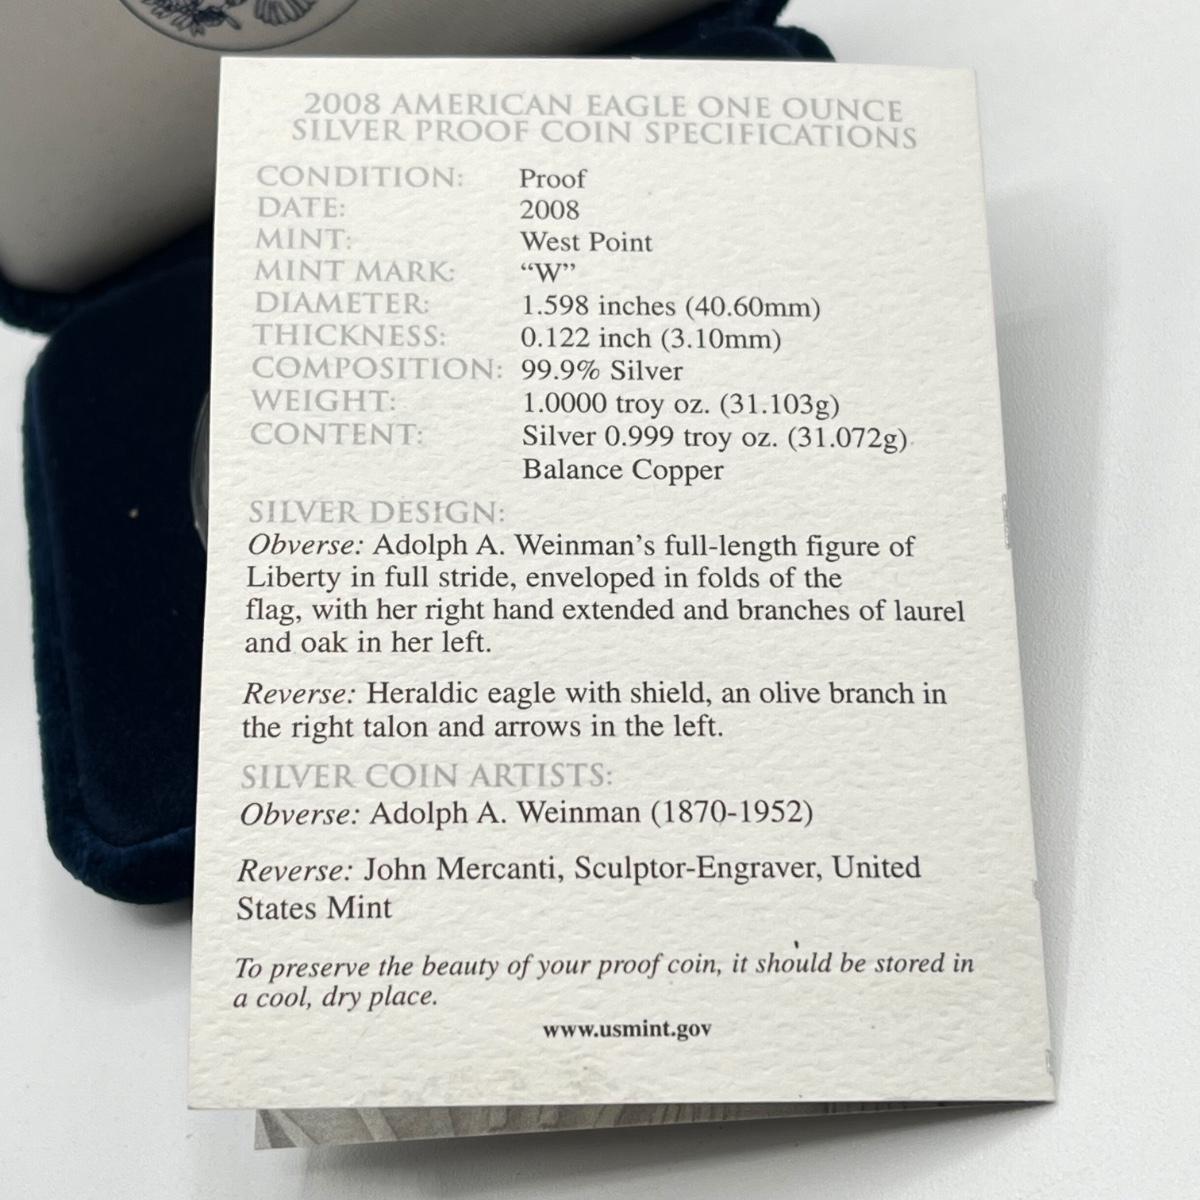 2008 AMERICAN EAGLE ONE OUNCE
SILVER PROOF COIN SPECIFICATIONS
CONDITION: Proof
DATE: 2008
MINT: West Point
MINT MARK: “W”
DIAMETER: 1.598 inches (40.60mm)
THICKNESS: 0.122 inch (3.10mm)
COMPOSITION: 99.9% Silver
WEIGHT: 1.0000 troy oz. (31.103g)
CONTENT: Silver 0.999 troy oz. (31.072g)
Balance Copper
SILVER DESIGN:
Obverse: Adolph A. Weinman’s full-length figure of
Liberty in full stride, enveloped in folds of the
flag, with her right hand extended and branches of laurel
and oak in her left.
Reverse: Heraldic eagle with shield, an olive branch in
the right talon and arrows in the left.
SILVER COIN ARTISTS:
Obverse: Adolph A. Weinman (1870-1952)
Reverse: John Mercanti, Sculptor-Engraver, United
States Mint
To preserve the beauty of your proof coin, it should be stored in
a cool, dry place.
www.usmint.gov